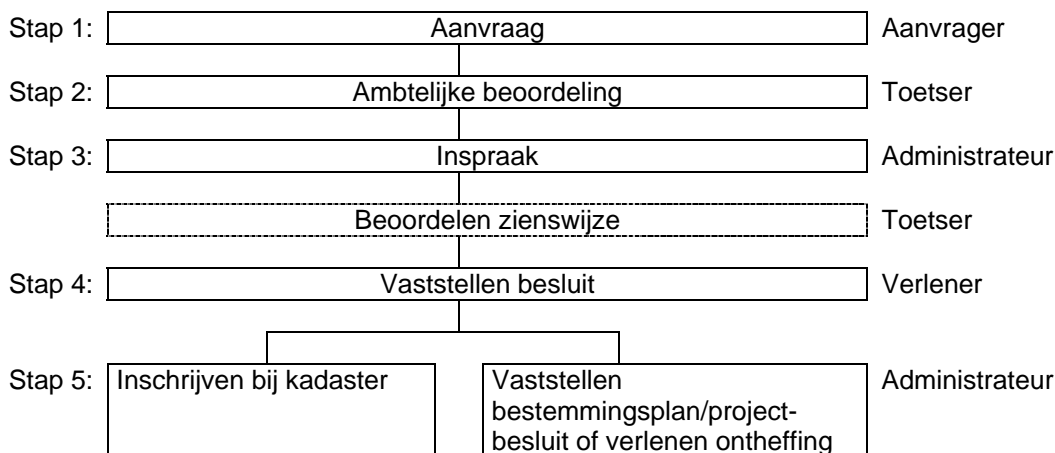 Stap 1: Aanvraag Aanvrager
Stap 2: Ambtelijke beoordeling Toetser
Stap 3: Inspraak Administrateur
Beoordelen zienswijze Toetser
Stap 4: Vaststellen besluit Verlener
Stap 5: Inschrijven bij kadaster Vaststellen Administrateur
bestemmingsplan/project-
besluit of verlenen ontheffing